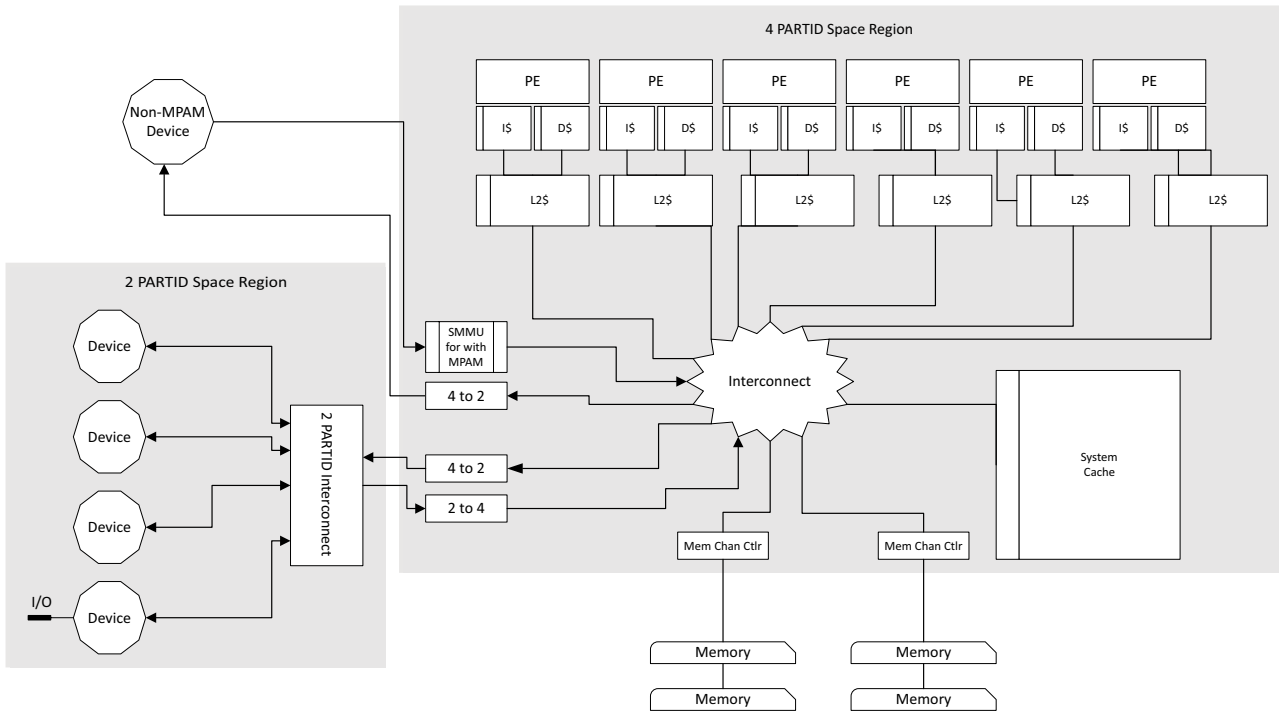 4 PARTID Space Region
PE
PE
PE
PE
PE
PE
I$
D$
I$
D$
I$
D$
I$
D$
I$
D$
I$
D$
L2$
L2$
L2$
L2$
L2$
L2$
Non-MPAM
Device
2 PARTID Space Region
Device
Device
Device
Device
I/O
2 PARTID Interconnect
SMMU
for with
MPAM
4 to 2
4 to 2
2 to 4
Interconnect
System
Cache
Mem Chan Ctlr
Mem Chan Ctlr
Memory
Memory
Memory
Memory